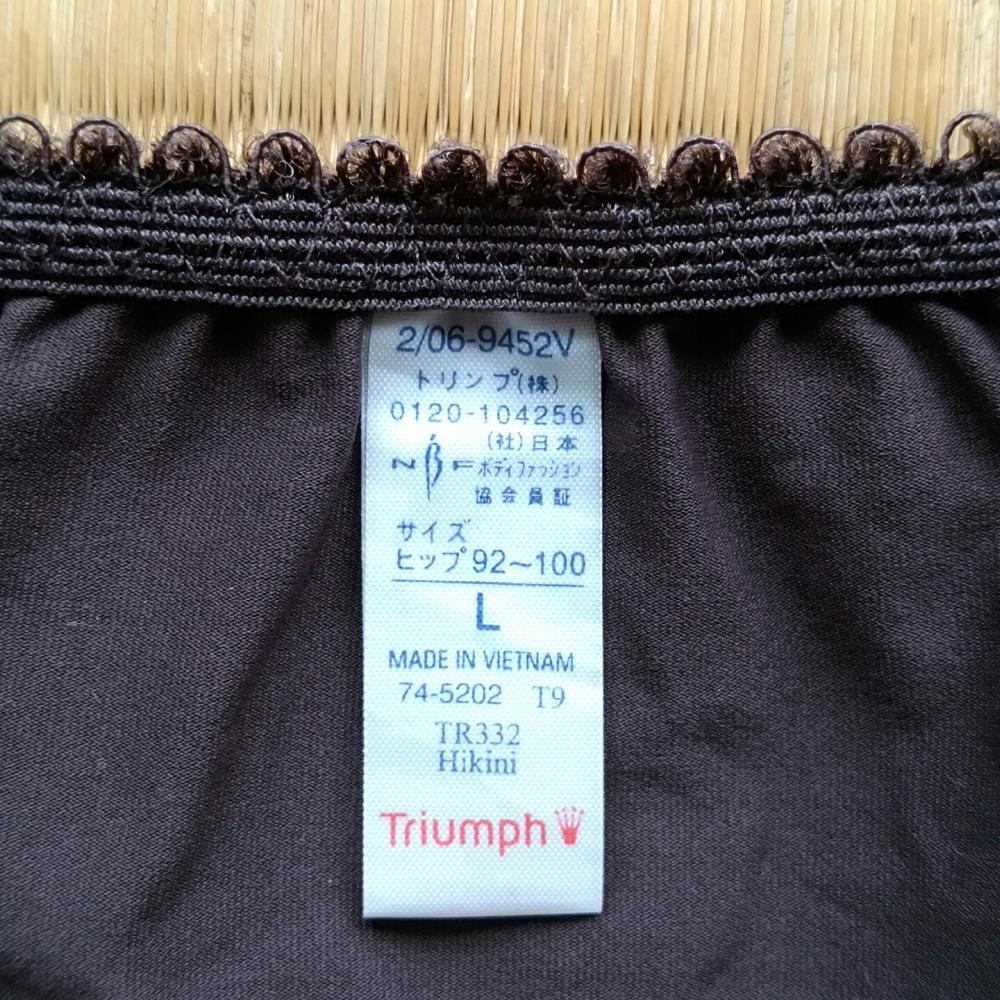 2/06-9452V
トリンプ(株)
0120-104256
(社)日本
NBF ボディファッション
協会員証
サイズ
ヒップ 92~100
L
MADE IN VIETNAM
74-5202 T9
TR332
Hikini
Triumph